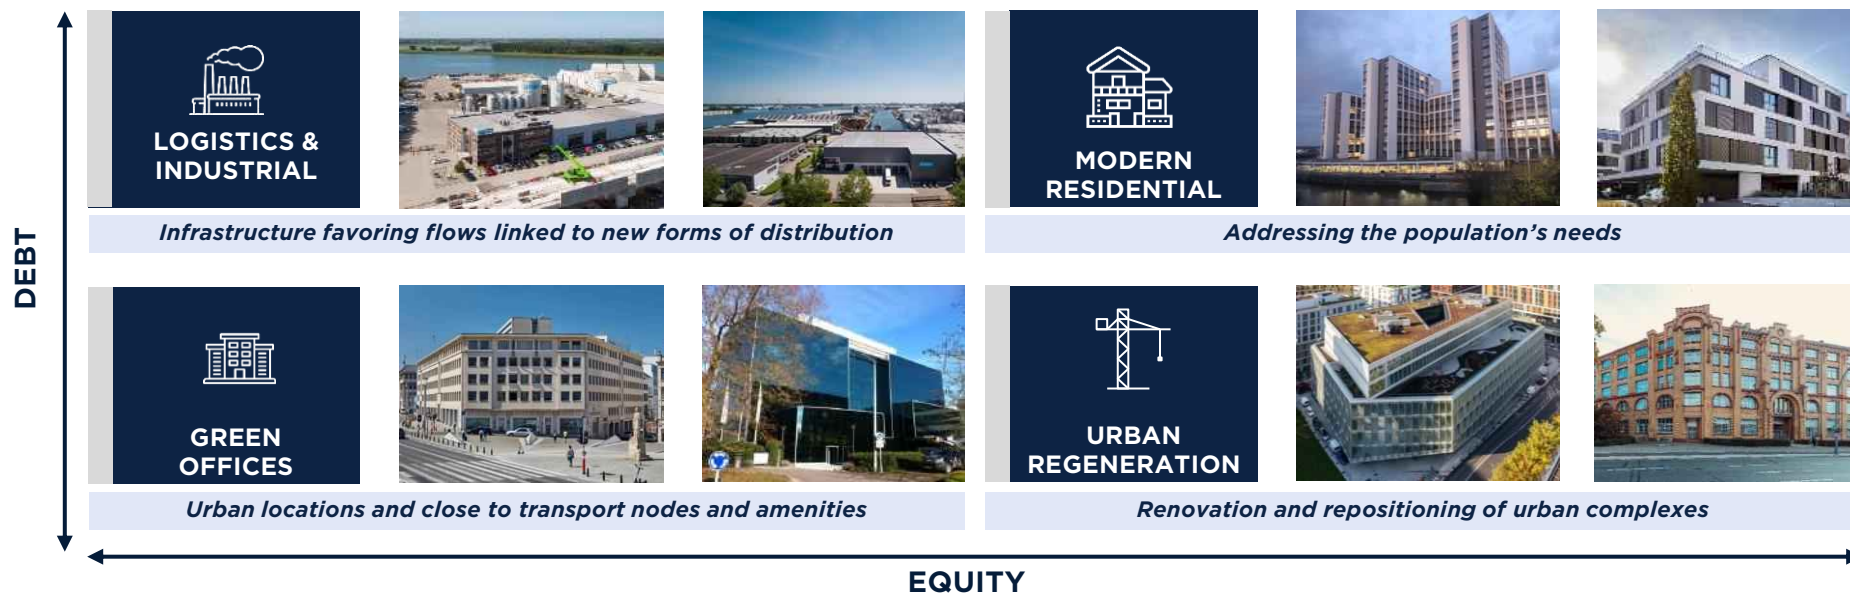 LOGISTICS &
INDUSTRIAL
Infrastructure favoring flows linked to new forms of distribution
MODERN
RESIDENTIAL
Addressing the population's needs
DEBT
GREEN
OFFICES
Urban locations and close to transport nodes and amenities
URBAN
REGENERATION
Renovation and repositioning of urban complexes
EQUITY